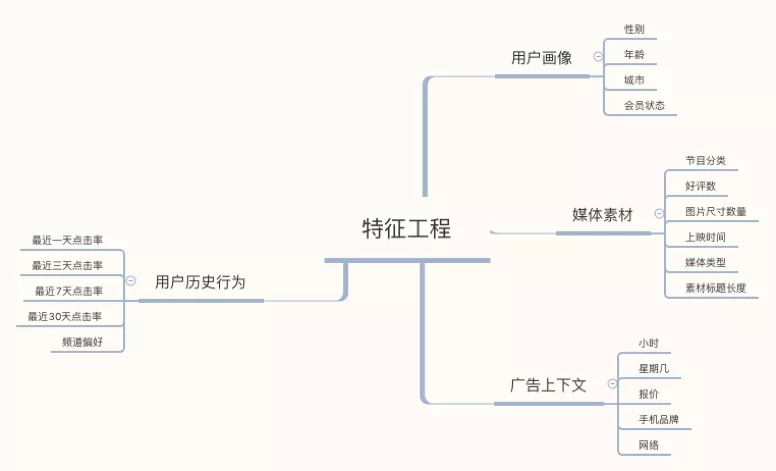 特征工程
用户画像
性别
年龄
城市
会员状态
媒体素材
节目分类
好评数
图片尺寸数量
上映时间
媒体类型
素材标题长度
广告上下文
小时
星期几
报价
手机品牌
网络
用户历史行为
最近一天点击率
最近三天点击率
最近7天点击率
最近30天点击率
频道偏好